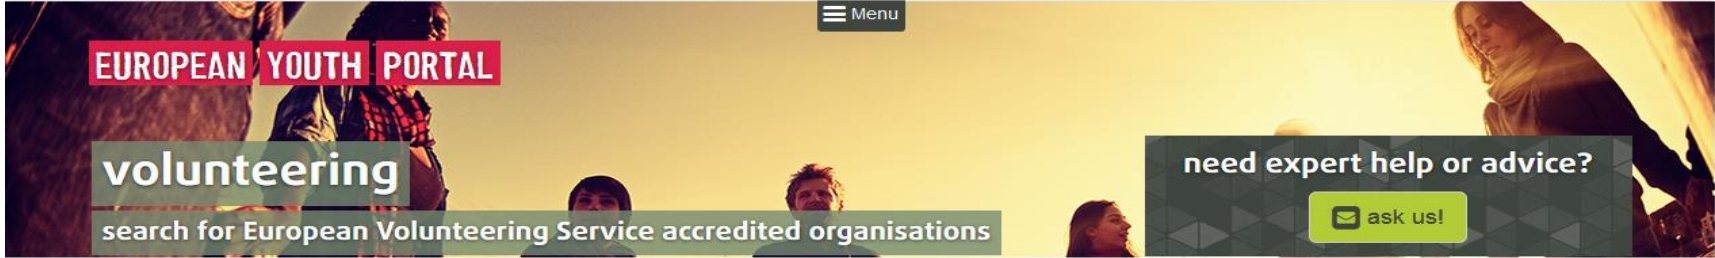 Menu
EUROPEAN YOUTH PORTAL
volunteering
search for European Volunteering Service accredited organisations
need expert help or advice?
ask us!